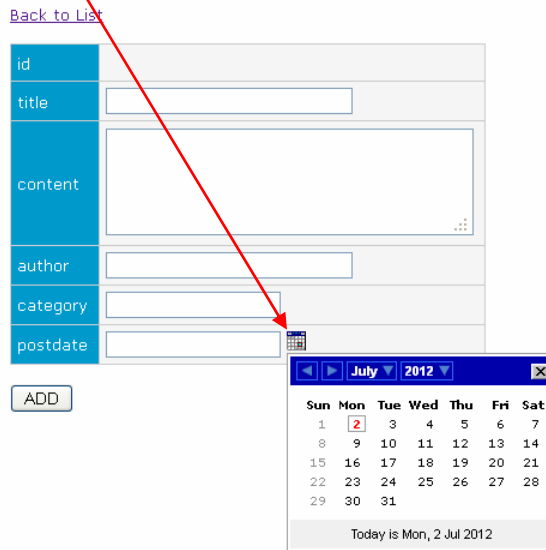 Back to List
id
title
content
author
category
postdate
ADD
July 2012
Sun Mon Tue Wed Thu Fri Sat
1 2 3 4 5 6 7
8 9 10 11 12 13 14
15 16 17 18 19 20 21
22 23 24 25 26 27 28
29 30 31
Today is Mon, 2 Jul 2012